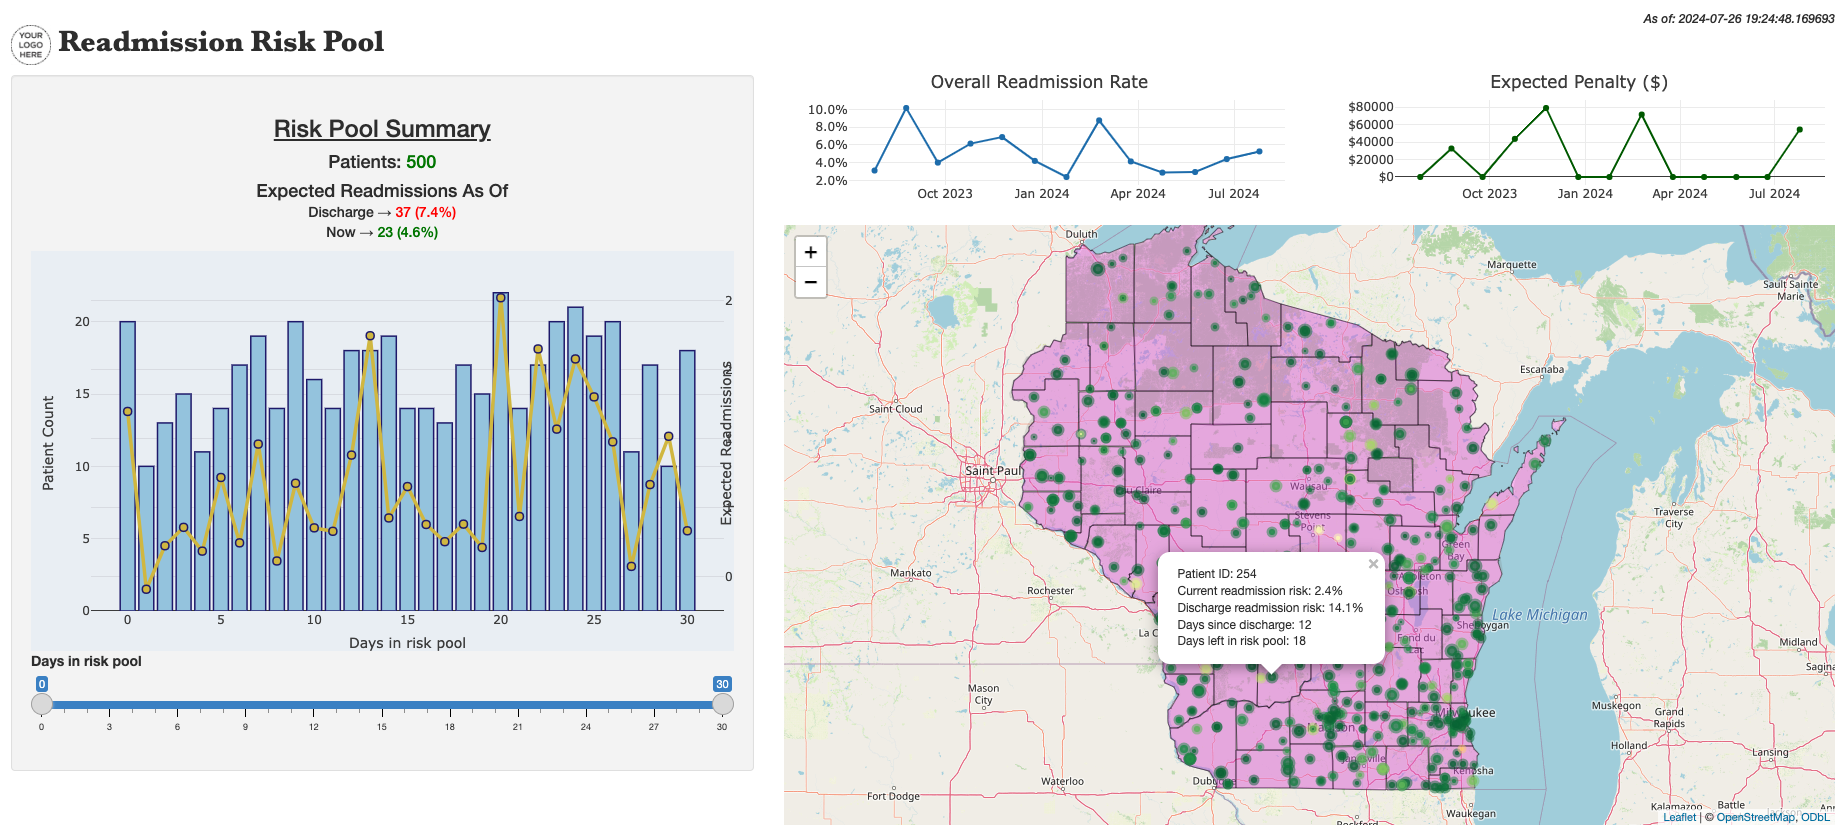 As of: 2024-07-26 19:24:48.169693
YOUR
LOGO
HERE
Readmission Risk Pool
Risk Pool Summary
Patients: 500
Expected Readmissions As Of
Discharge → 37 (7.4%)
Now → 23 (4.6%)
Patient Count
20
15
10
5
0
2
0
Expected Readmissions
0 5 10 15 20 25 30
Days in risk pool
Days in risk pool
0 30
0 3 6 9 12 15 18 21 24 27 30
Overall Readmission Rate
10.0%
8.0%
6.0%
4.0%
2.0%
Oct 2023 Jan 2024 Apr 2024 Jul 2024
Expected Penalty ($)
$80000
$60000
$40000
$20000
$0
Oct 2023 Jan 2024 Apr 2024 Jul 2024
+
−
Duluth
Marquette
Sault Sainte
Marie
Escanaba
Saint Cloud
Saint Paul
Eau Claire
Wausau
Stevens
Point
Traverse
City
Green
Bay
Mankato
Rochester
Appleton
Oshkosh
Lake Michigan
Sheboygan
Fond du
Lac
La C
Midland
Sagina
Patient ID: 254
Current readmission risk: 2.4%
Discharge readmission risk: 14.1%
Days since discharge: 12
Days left in risk pool: 18
×
Mason
City
Muskegon
Grand
Rapids
Milwaukee
Madison
Holland
Lansing
Janesville
Kenosha
Waterloo
Dubuque
Fort Dodge
Waukegan
Kalamazoo
Battle
Rockford
Leaflet | © OpenStreetMap, ODbL